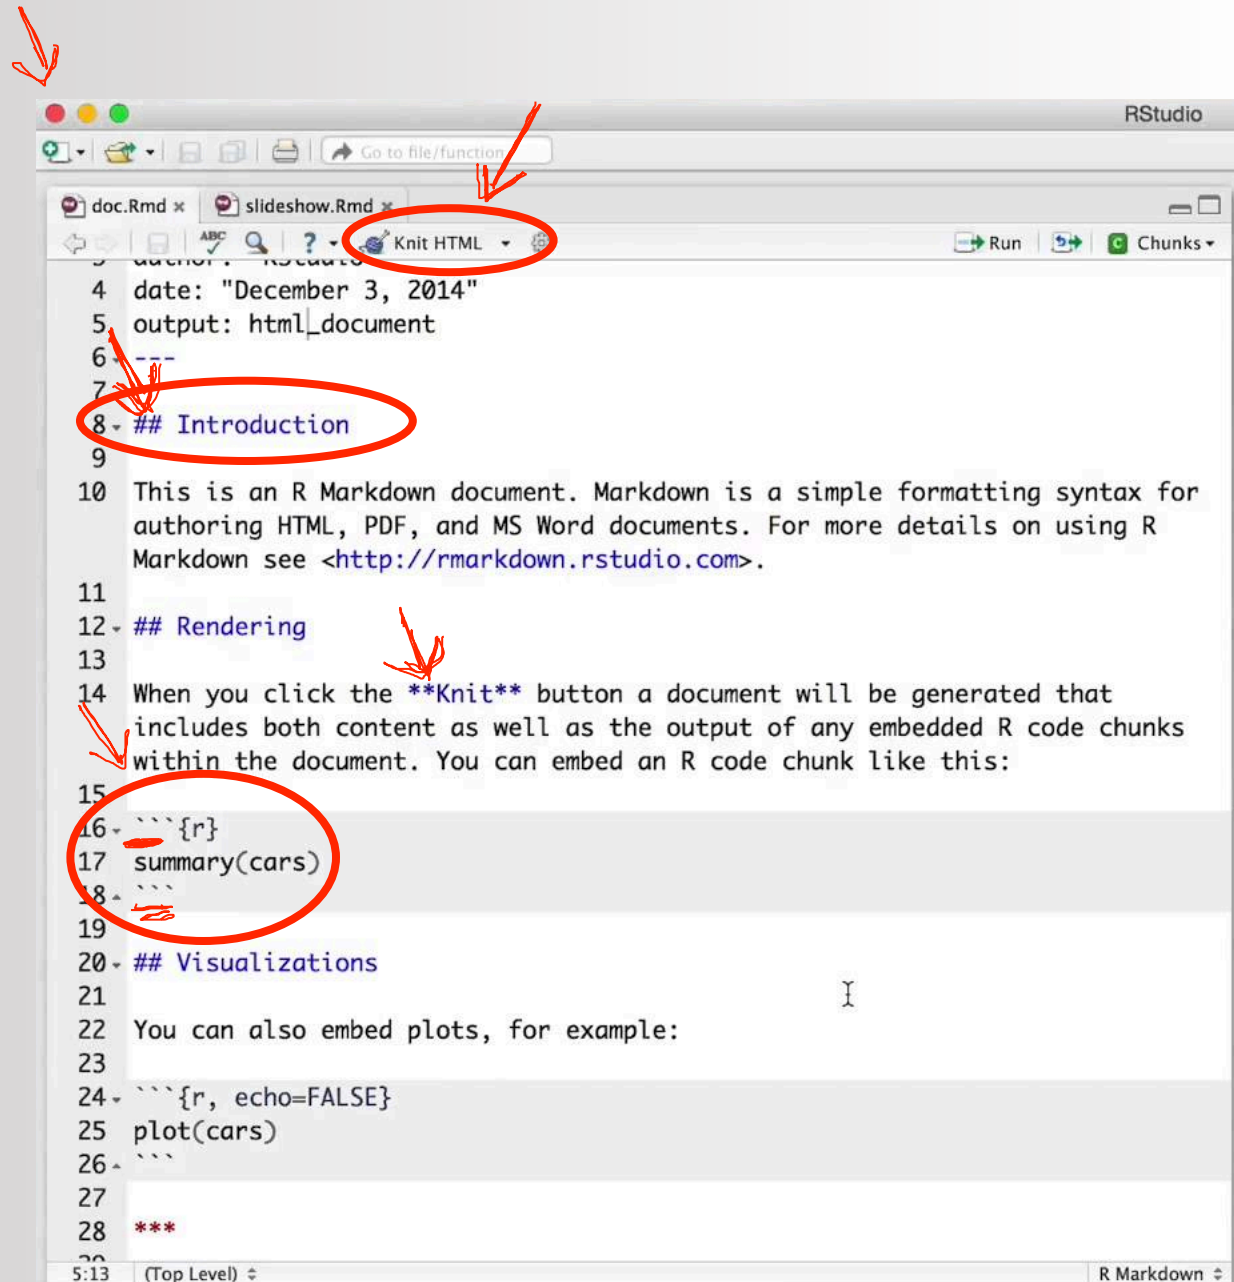 RStudio
Go to file/function
doc.Rmd × slideshow.Rmd ×
ABC ? Knit HTML Run C Chunks
4 date: "December 3, 2014"
5 output: html_document
6 ---
7
8 ## Introduction
9
10 This is an R Markdown document. Markdown is a simple formatting syntax for
authoring HTML, PDF, and MS Word documents. For more details on using R
Markdown see <http://rmarkdown.rstudio.com>.
11
12 ## Rendering
13
14 When you click the **Knit** button a document will be generated that
includes both content as well as the output of any embedded R code chunks
within the document. You can embed an R code chunk like this:
15
16 ```{r}
17 summary(cars)
18 ```
19
20 ## Visualizations
21
22 You can also embed plots, for example:
23
24 ```{r, echo=FALSE}
25 plot(cars)
26 ```
27
28 ***
5:13 (Top Level) R Markdown